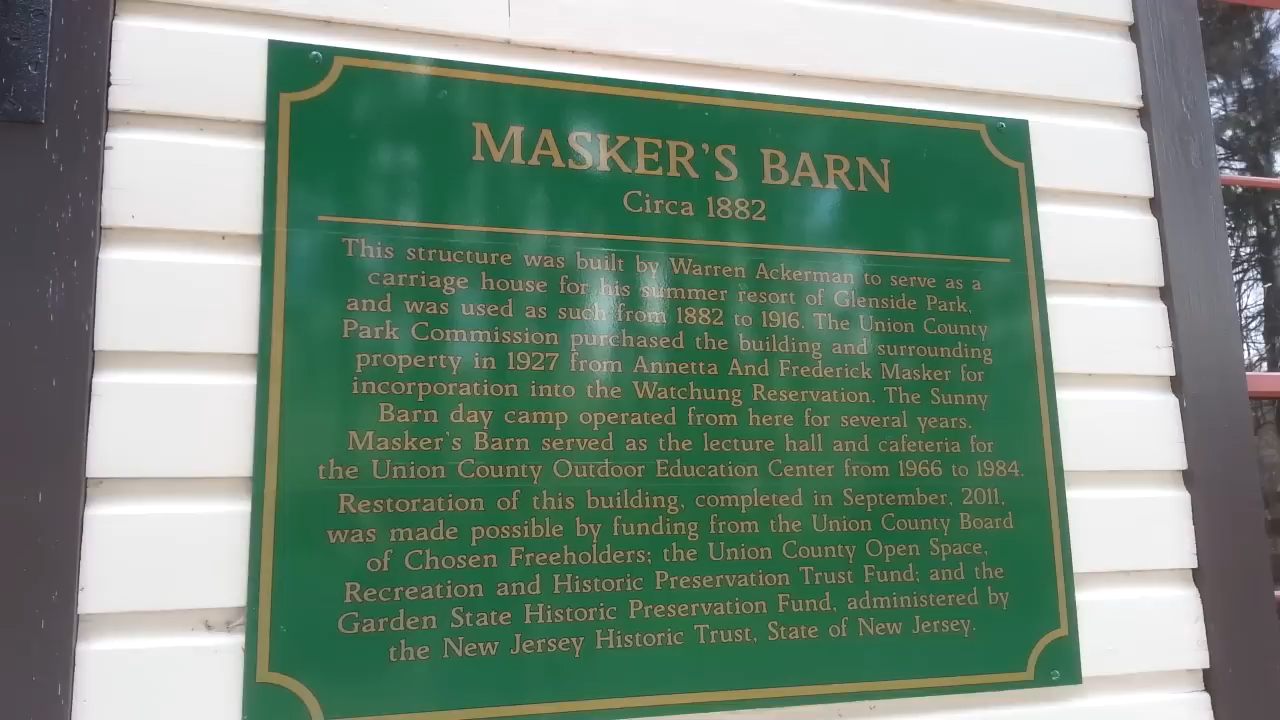 MASKER'S BARN
Circa 1882
This structure was built by Warren Ackerman to serve as a
carriage house for his summer resort of Glenside Park,
and was used as such from 1882 to 1916. The Union County
Park Commission purchased the building and surrounding
property in 1927 from Annetta And Frederick Masker for
incorporation into the Watchung Reservation. The Sunny
Barn day camp operated from here for several years.
Masker's Barn served as the lecture hall and cafeteria for
the Union County Outdoor Education Center from 1966 to 1984.
Restoration of this building, completed in September, 2011,
was made possible by funding from the Union County Board
of Chosen Freeholders; the Union County Open Space,
Recreation and Historic Preservation Trust Fund; and the
Garden State Historic Preservation Fund, administered by
the New Jersey Historic Trust, State of New Jersey.